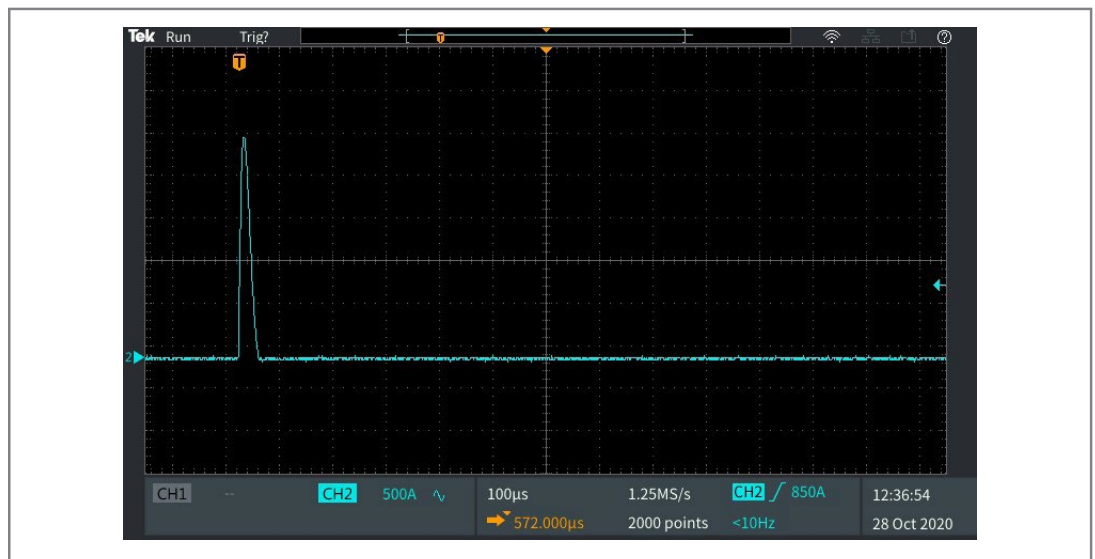 Tek Run Trig?
T
T
2
CH1 -- CH2 500A 100µs 1.25MS/s CH2 850A 12:36:54
572.000µs 2000 points <10Hz 28 Oct 2020